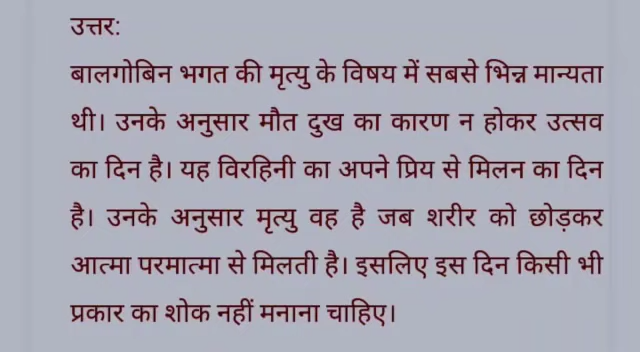 उत्तर:
बालगोबिन भगत की मृत्यु के विषय में सबसे भिन्न मान्यता
थी। उनके अनुसार मौत दुख का कारण न होकर उत्सव
का दिन है। यह विरहिनी का अपने प्रिय से मिलन का दिन
है। उनके अनुसार मृत्यु वह है जब शरीर को छोड़कर
आत्मा परमात्मा से मिलती है। इसलिए इस दिन किसी भी
प्रकार का शोक नहीं मनाना चाहिए।